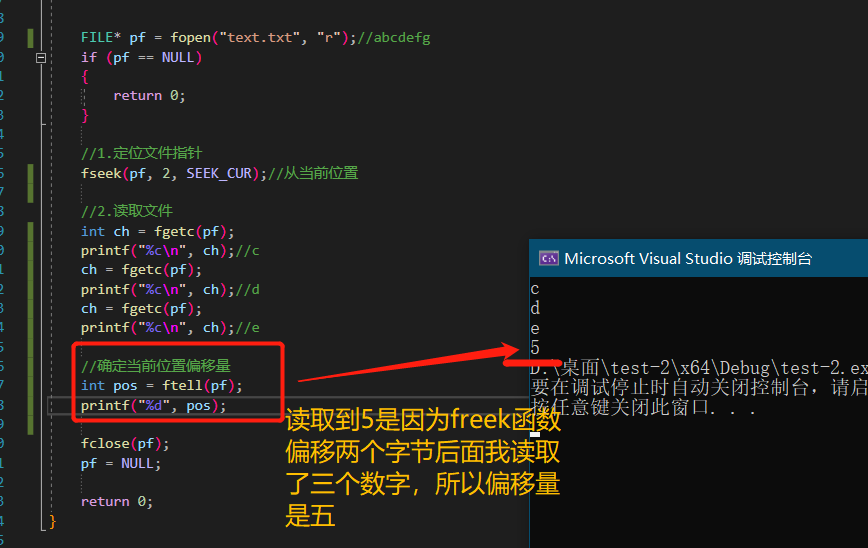 FILE* pf = fopen("text.txt", "r");//abcdefg
if (pf == NULL)
{
return 0;
}
//1.定位文件指针
fseek(pf, 2, SEEK_CUR);//从当前位置
//2.读取文件
int ch = fgetc(pf);
printf("%c\n", ch);//c
ch = fgetc(pf);
printf("%c\n", ch);//d
ch = fgetc(pf);
printf("%c\n", ch);//e
//确定当前位置偏移量
int pos = ftell(pf);
printf("%d", pos);
fclose(pf);
pf = NULL;
return 0;
}
Microsoft Visual Studio 调试控制台
c
d
e
5
D:\桌面\test-2\x64\Debug\test-2.ex
要在调试停止时自动关闭控制台，请启
按任意键关闭此窗口. . .
读取到5是因为freek函数
偏移两个字节后面我读取
了三个数字，所以偏移量
是五